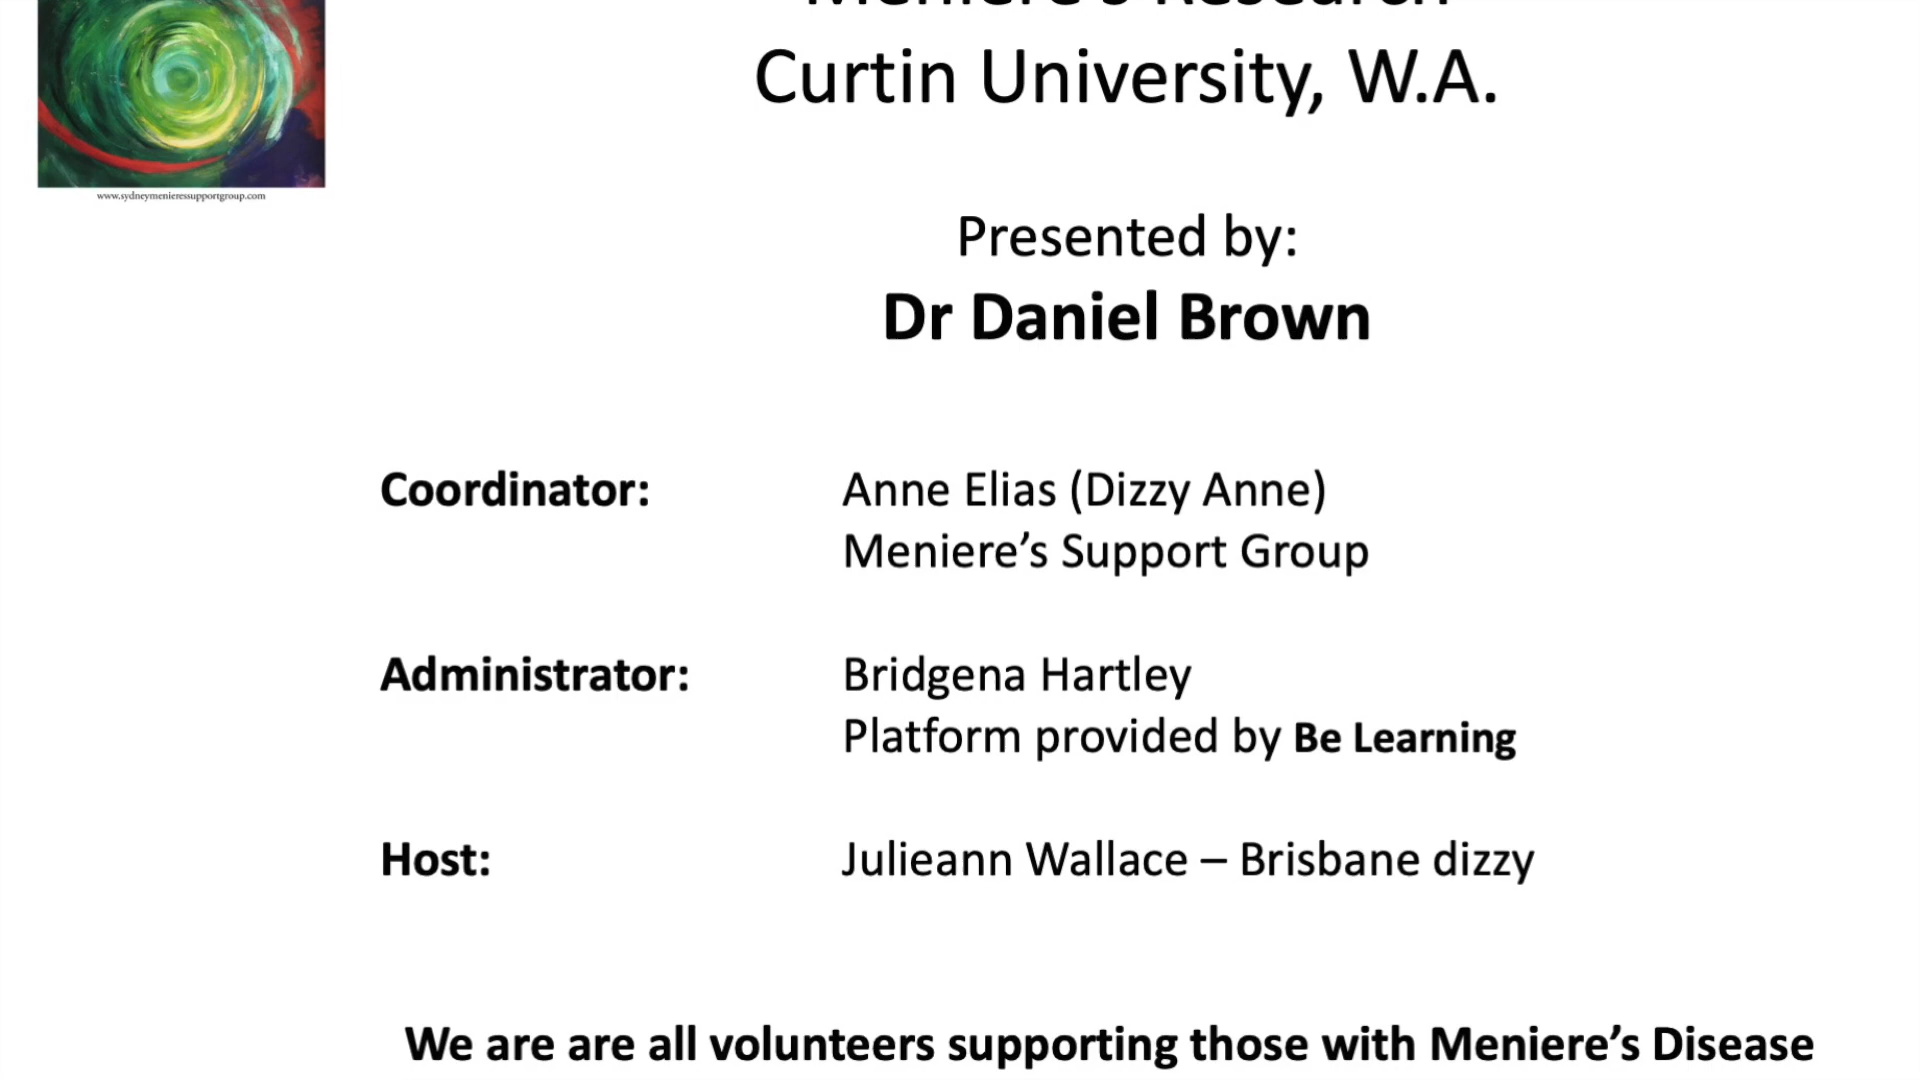 Meniere's Research
Curtin University, W.A.
www.sydneymenieressupportgroup.com
Presented by:
Dr Daniel Brown
Coordinator: Anne Elias (Dizzy Anne)
Meniere’s Support Group
Administrator: Bridgena Hartley
Platform provided by Be Learning
Host: Julieann Wallace – Brisbane dizzy
We are are all volunteers supporting those with Meniere’s Disease